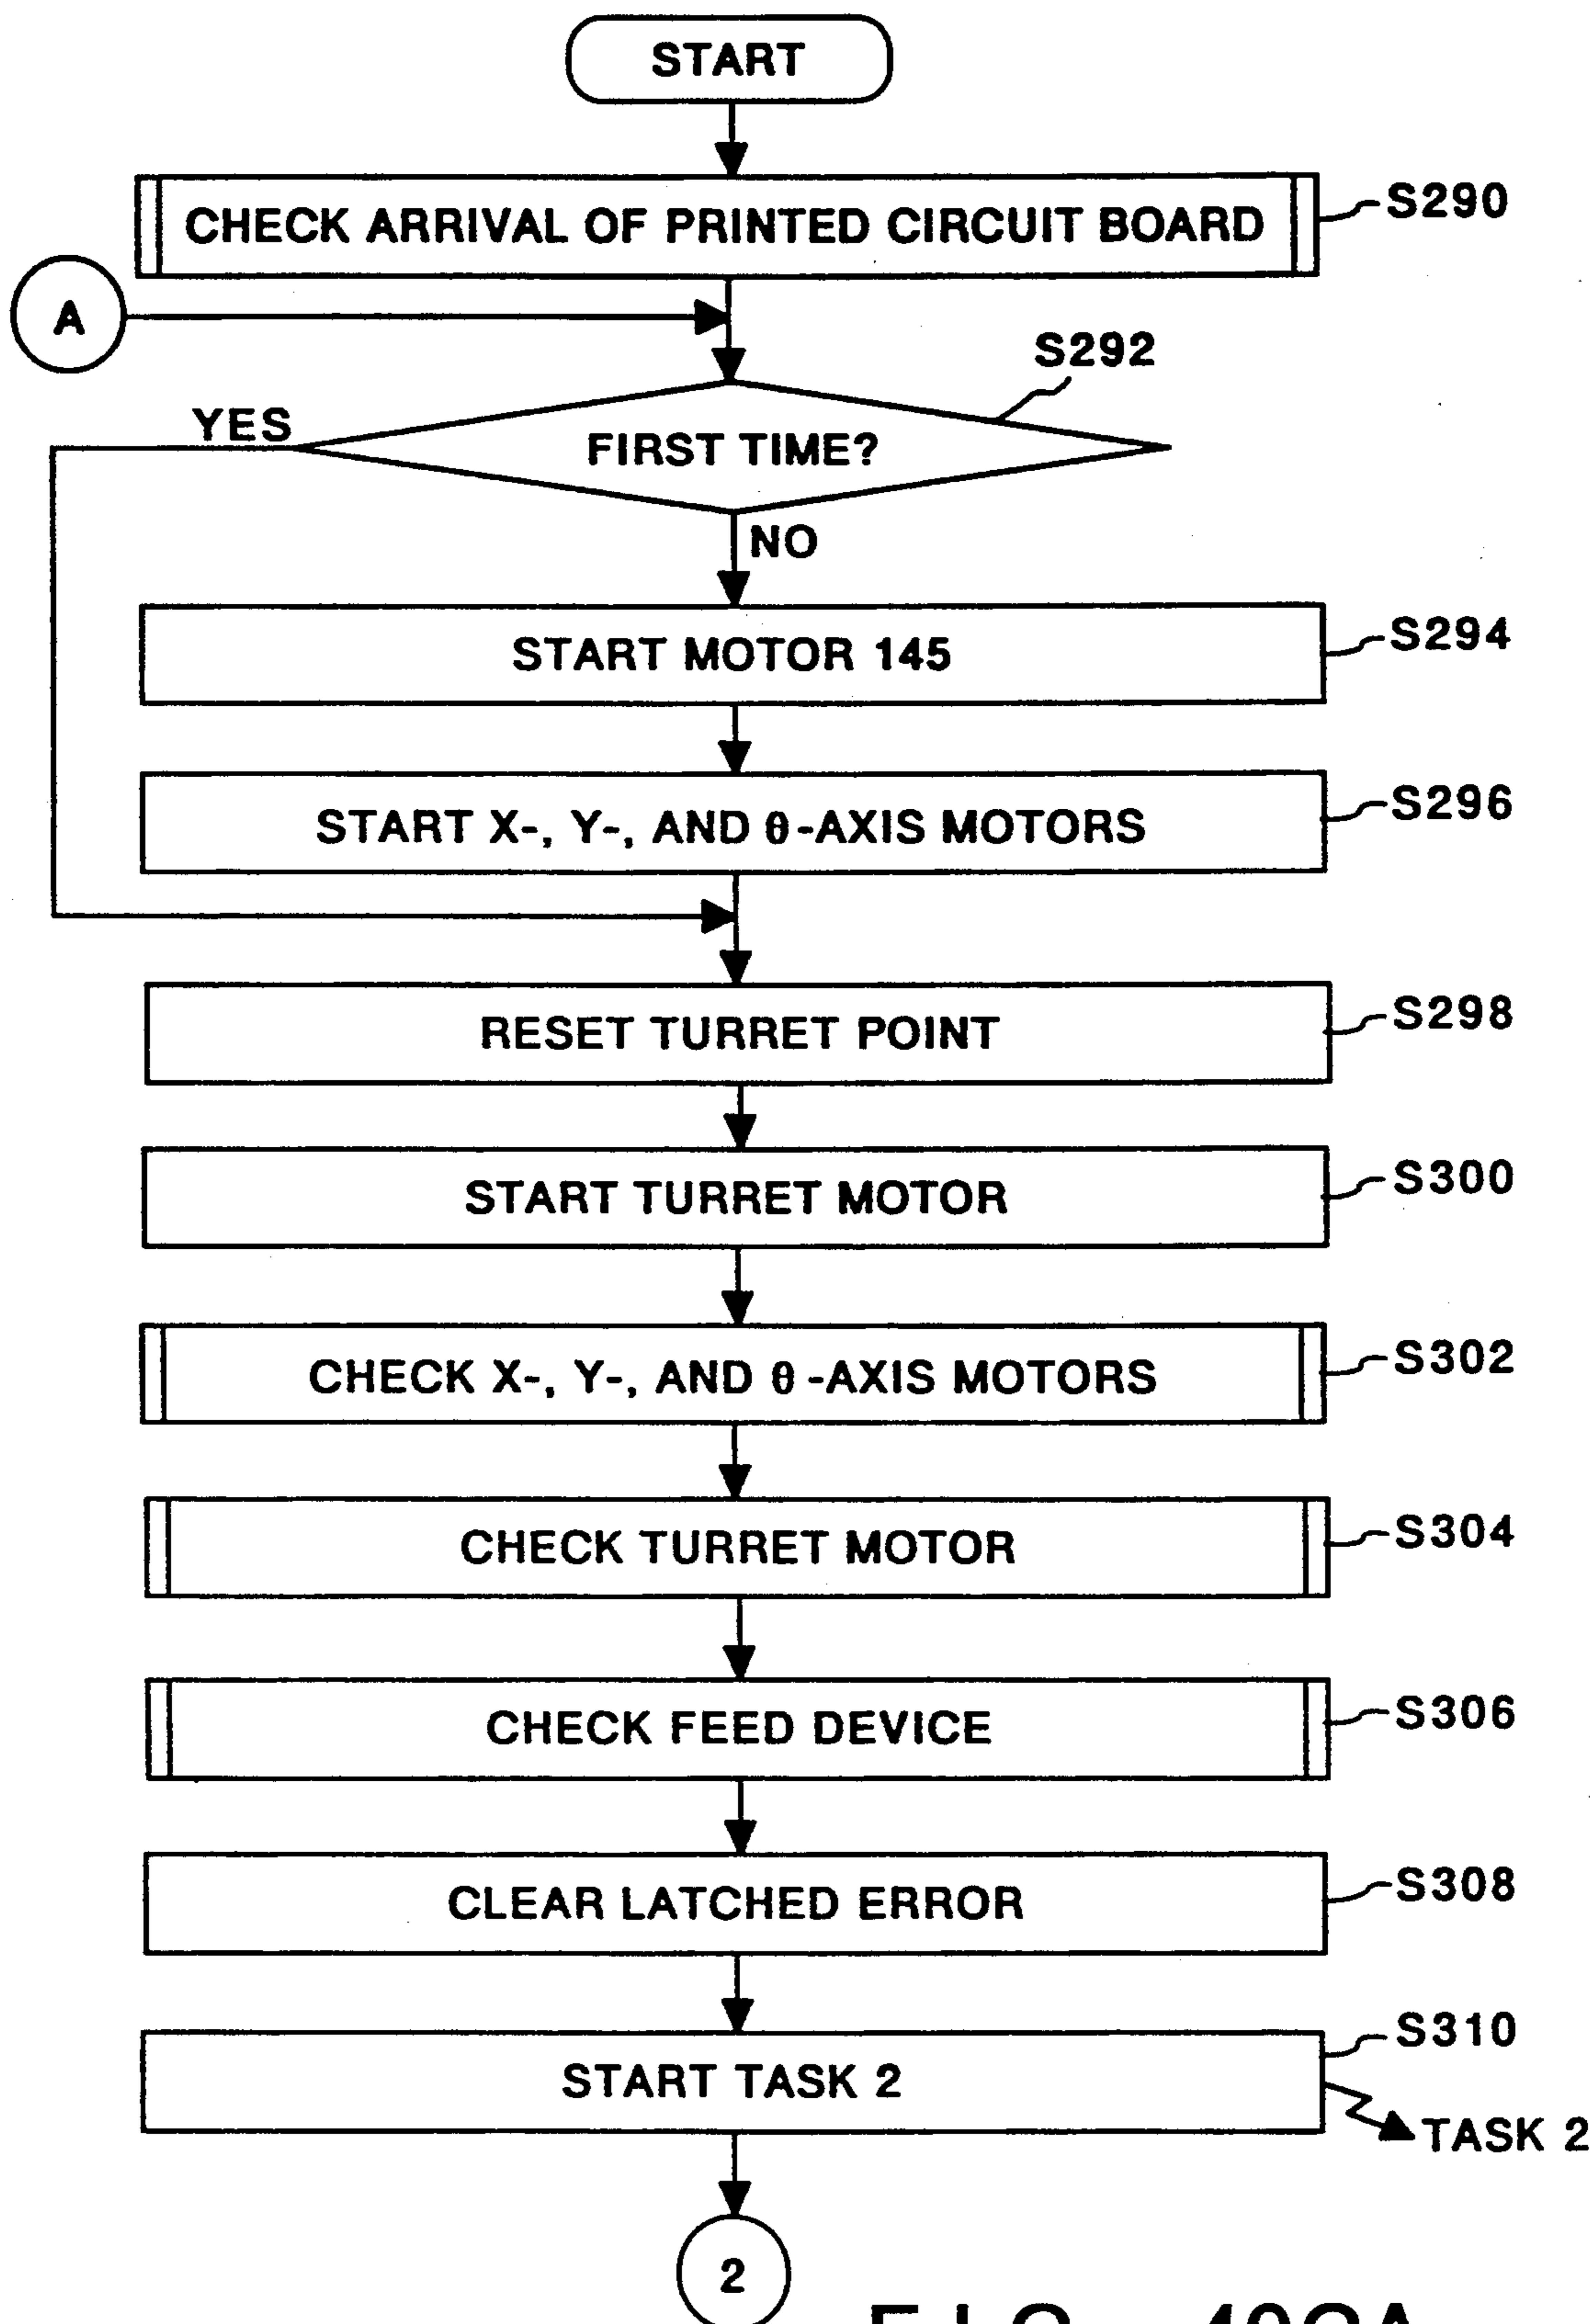 START
CHECK ARRIVAL OF PRINTED CIRCUIT BOARD
S290
A
S292
YES
FIRST TIME?
NO
START MOTOR 145
S294
START X-, Y-, AND θ-AXIS MOTORS
S296
RESET TURRET POINT
S298
START TURRET MOTOR
S300
CHECK X-, Y-, AND θ-AXIS MOTORS
S302
CHECK TURRET MOTOR
S304
CHECK FEED DEVICE
S306
CLEAR LATCHED ERROR
S308
START TASK 2
S310
TASK 2
2